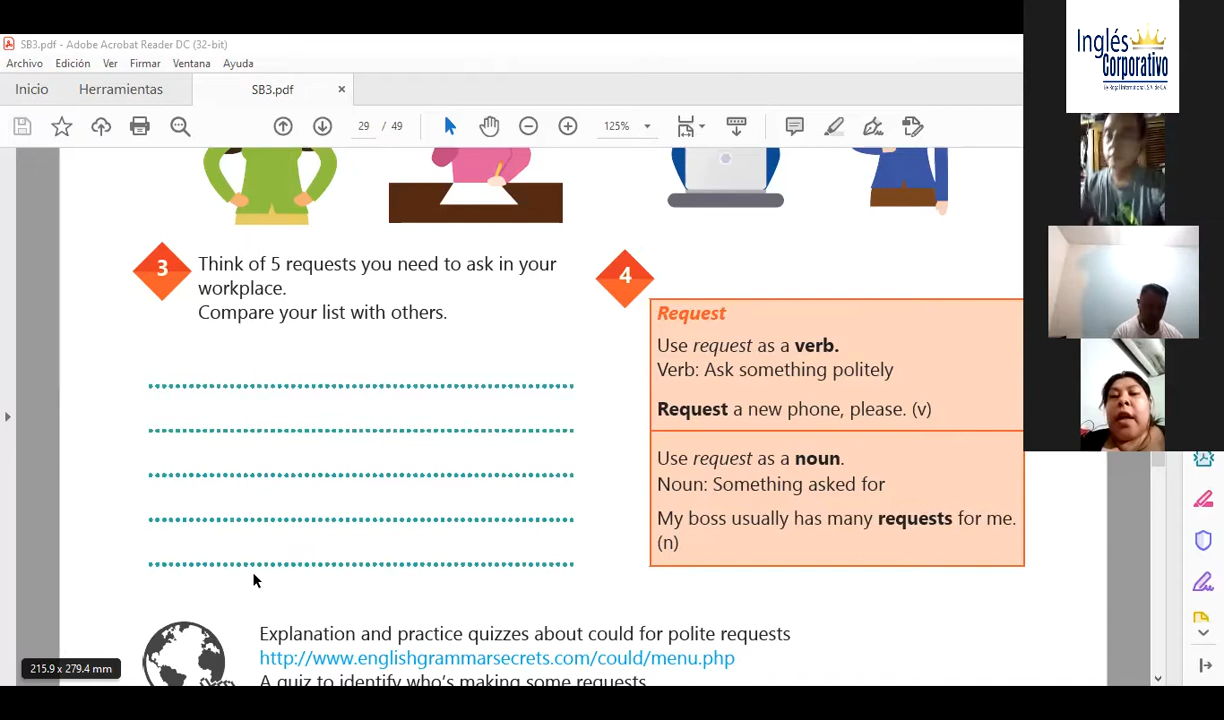 SB3.pdf - Adobe Acrobat Reader DC (32-bit)
Archivo Edición Ver Firmar Ventana Ayuda
Inicio Herramientas SB3.pdf ×
29 / 49 125%
3
Think of 5 requests you need to ask in your
workplace.
Compare your list with others.
4
Request
Use request as a verb.
Verb: Ask something politely
Request a new phone, please. (v)
Use request as a noun.
Noun: Something asked for
My boss usually has many requests for me.
(n)
Explanation and practice quizzes about could for polite requests
http://www.englishgrammarsecrets.com/could/menu.php
A quiz to identify who's making some requests
215.9 x 279.4 mm
Inglés
Corporativo